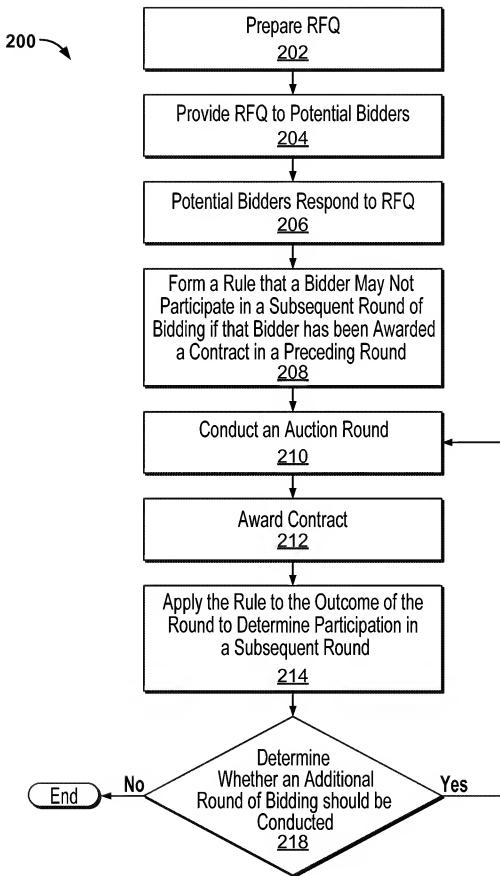 200
Prepare RFQ
202
Provide RFQ to Potential Bidders
204
Potential Bidders Respond to RFQ
206
Form a Rule that a Bidder May Not
Participate in a Subsequent Round of
Bidding if that Bidder has been Awarded
a Contract in a Preceding Round
208
Conduct an Auction Round
210
Award Contract
212
Apply the Rule to the Outcome of the
Round to Determine Participation in
a Subsequent Round
214
Determine
Whether an Additional
Round of Bidding should be
Conducted
218
No
Yes
End